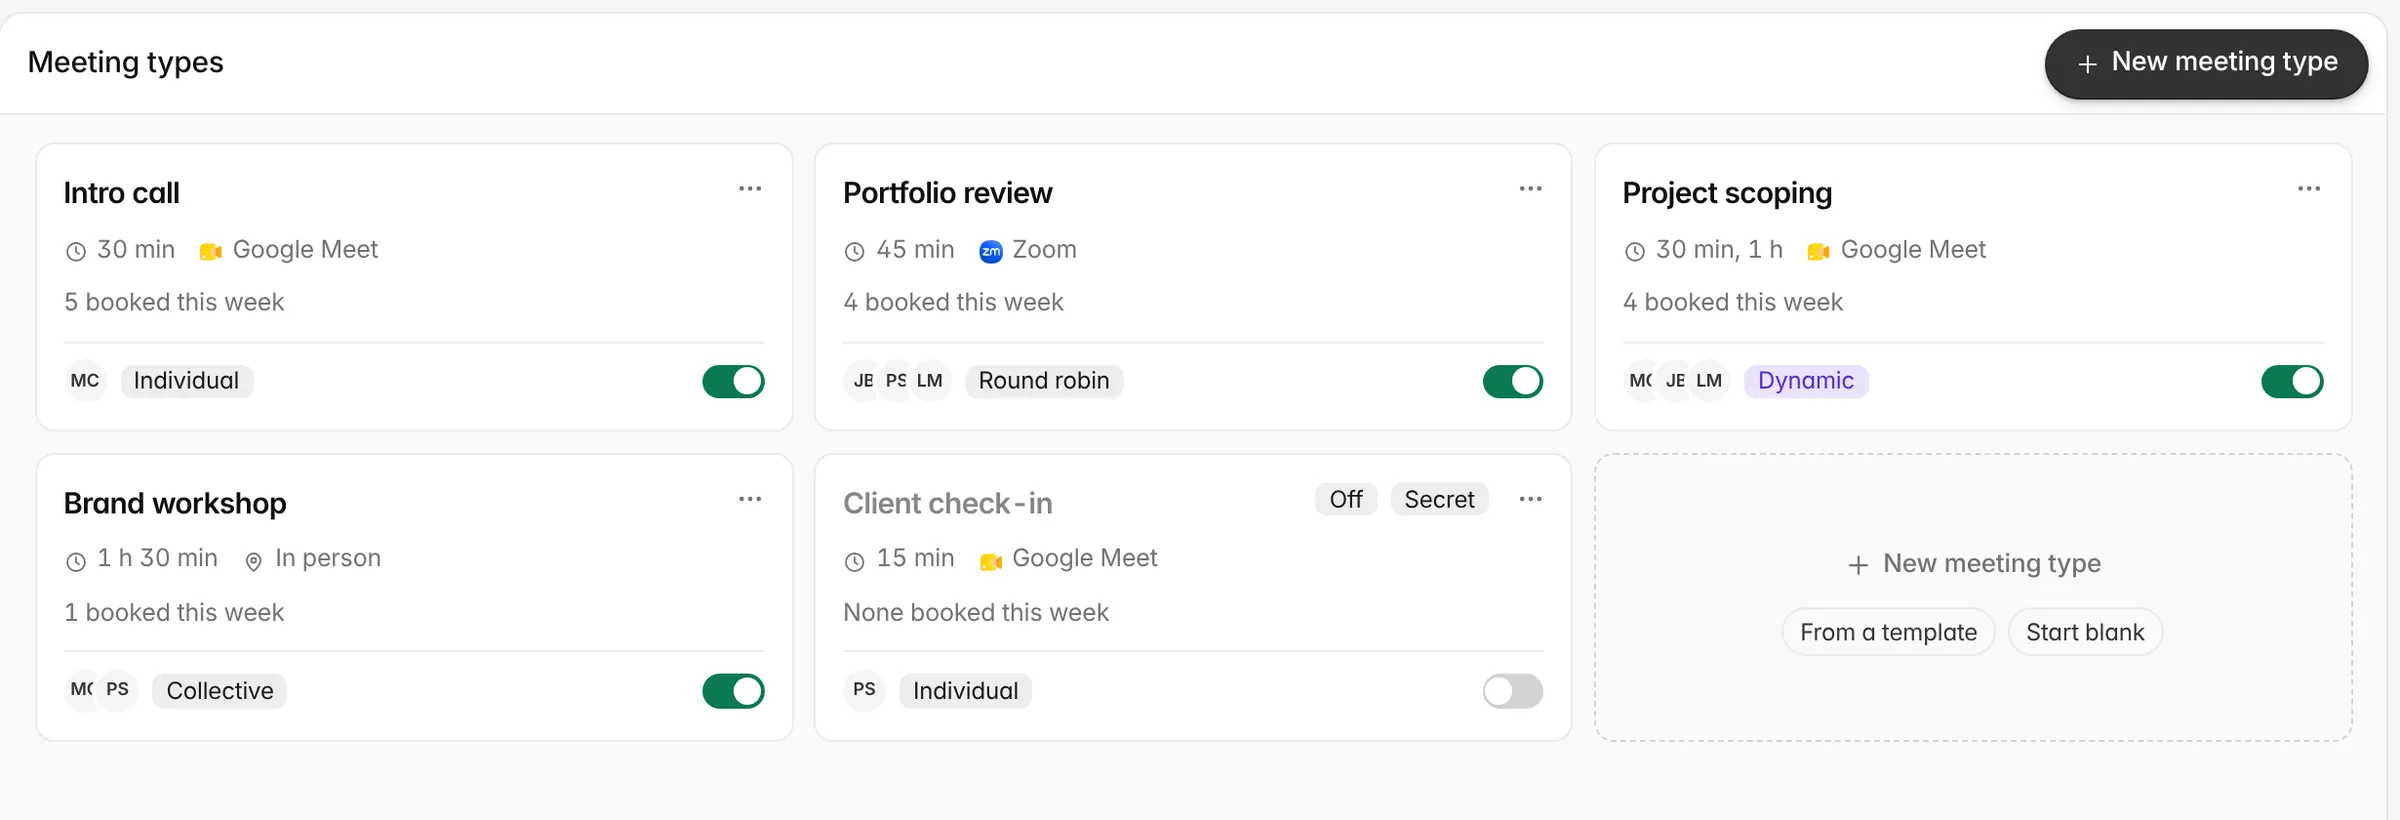 Meeting types
+ New meeting type
Intro call
30 min Google Meet
5 booked this week
MC Individual
Portfolio review
45 min zm Zoom
4 booked this week
JB PS LM Round robin
Project scoping
30 min, 1 h Google Meet
4 booked this week
MC JB LM Dynamic
Brand workshop
1 h 30 min In person
1 booked this week
MC PS Collective
Client check-in Off Secret
15 min Google Meet
None booked this week
PS Individual
+ New meeting type
From a template Start blank